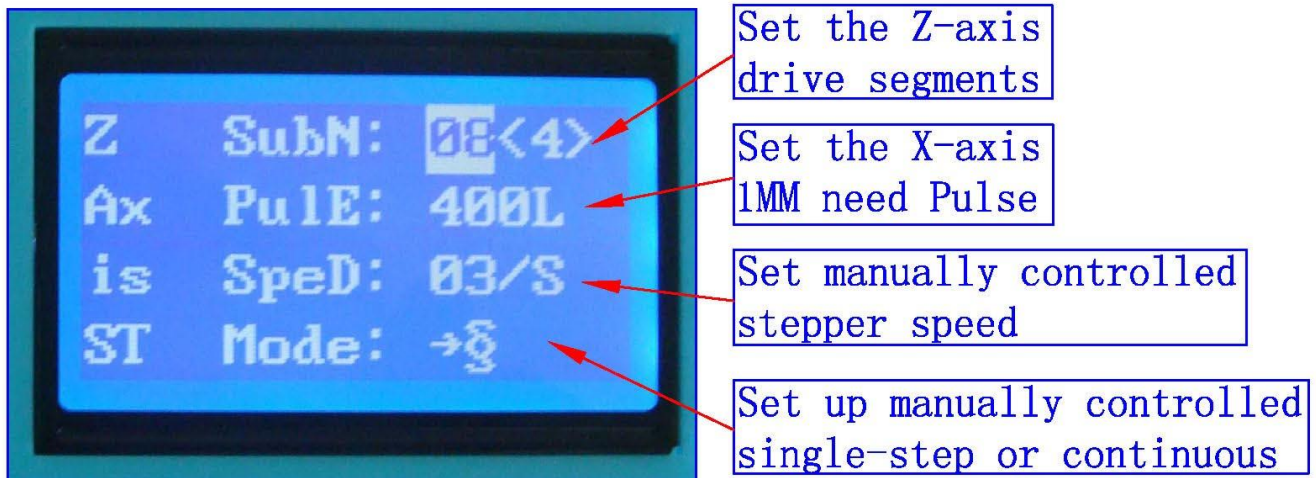 Z SubN: 08<4>
Ax PulE: 400L
is SpeD: 03/S
ST Mode: →§
Set the Z-axis
drive segments
Set the X-axis
1MM need Pulse
Set manually controlled
stepper speed
Set up manually controlled
single-step or continuous